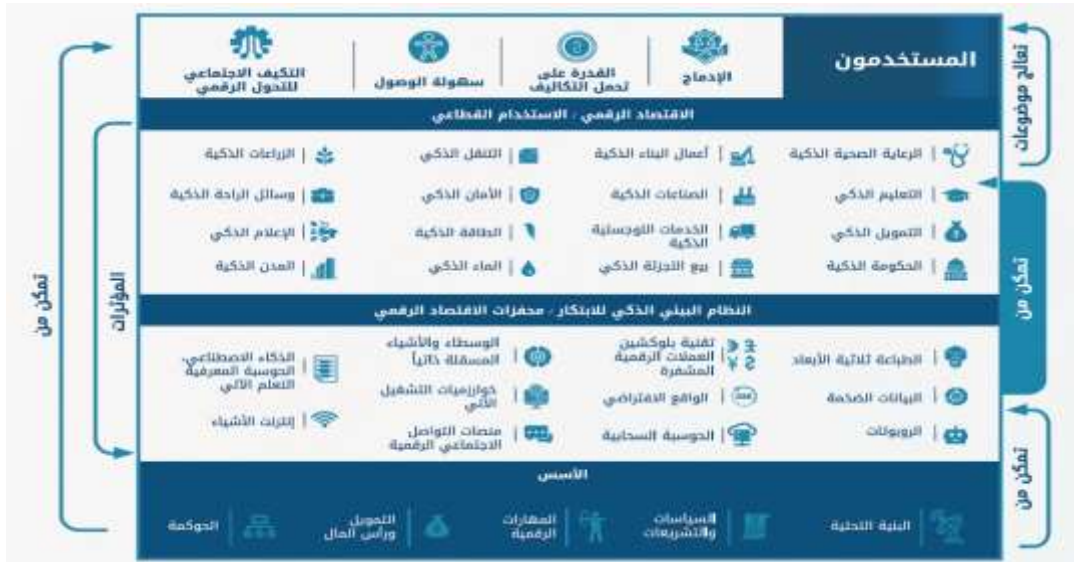 المستخدمون
الإدماج
القدرة على
تحمل التكاليف
سهولة الوصول
التكيف الاجتماعي
للتحول الرقمي
الاقتصاد الرقمي / الاستخدام القطاعي
الرعاية الصحية الذكية
أعمال البناء الذكية
التنقل الذكي
الزراعات الذكية
التعليم الذكي
الصناعات الذكية
الأمان الذكي
وسائل الراحة الذكية
التمويل الذكي
الخدمات اللوجستية
الذكية
الطاقة الذكية
الإعلام الذكي
الحكومة الذكية
بيع التجزئة الذكي
الماء الذكي
المدن الذكية
النظام البيئي الذكي للابتكار / محفزات الاقتصاد الرقمي
الطباعة ثلاثية الأبعاد
تقنية بلوكشين
العملات الرقمية
المشفرة
الوسطاء والأشياء
المستقلة ذاتياً
الذكاء الاصطناعي،
الحوسبة المعرفية
التعلم الآلي
البيانات الضخمة
الواقع الافتراضي
خوارزميات التشغيل
الآلي
إنترنت الأشياء
الروبوتات
الحوسبة السحابية
منصات التواصل
الاجتماعي الرقمية
الأسس
البنية التحتية
السياسات
والتشريعات
المهارات
الرقمية
التمويل
ورأس المال
الحوكمة
تعالج موضوعات
تمكن من
تمكن من
المؤثرات
تمكن من